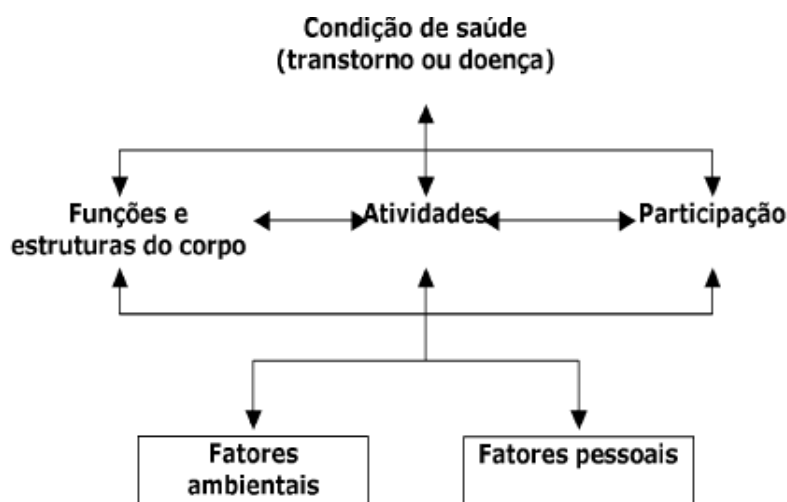 Condição de saúde
(transtorno ou doença)
Funções e
estruturas do corpo
Atividades
Participação
Fatores
ambientais
Fatores pessoais